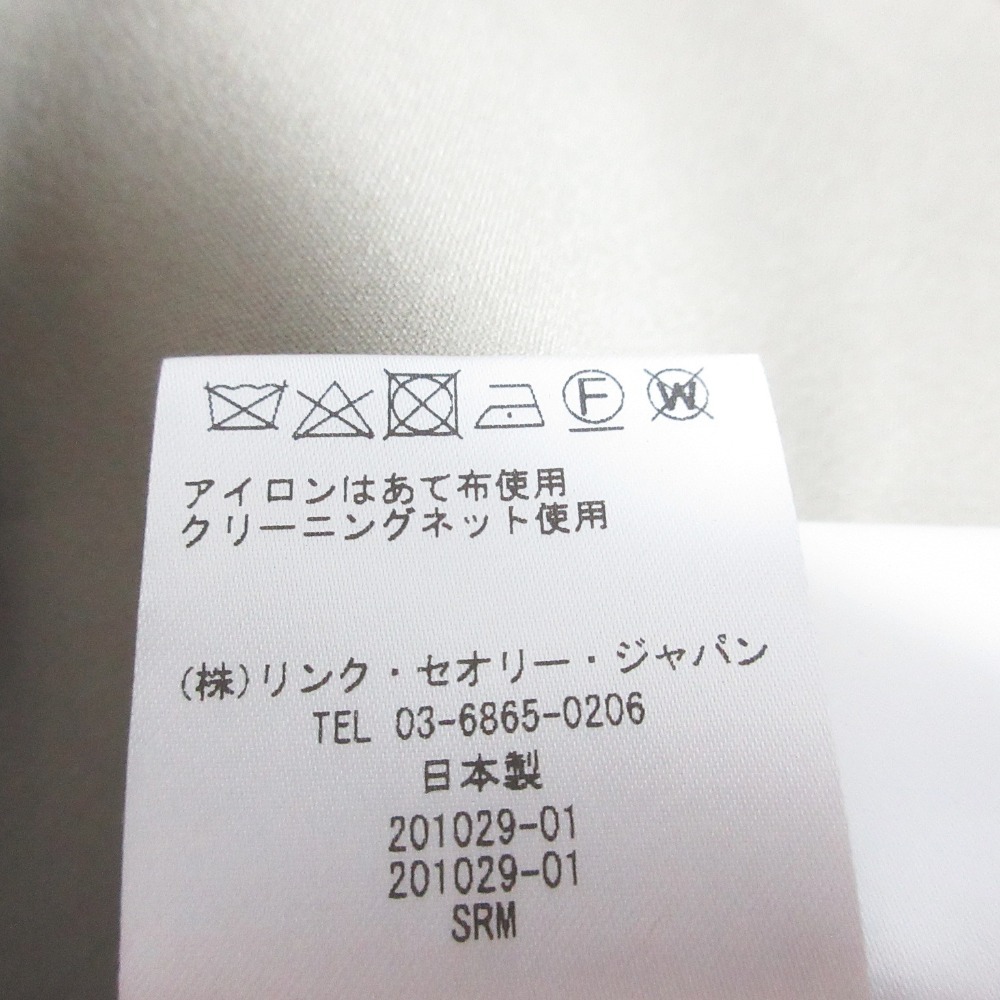 F W
アイロンはあて布使用
クリーニングネット使用
(株)リンク・セオリー・ジャパン
TEL 03-6865-0206
日本製
201029-01
201029-01
SRM